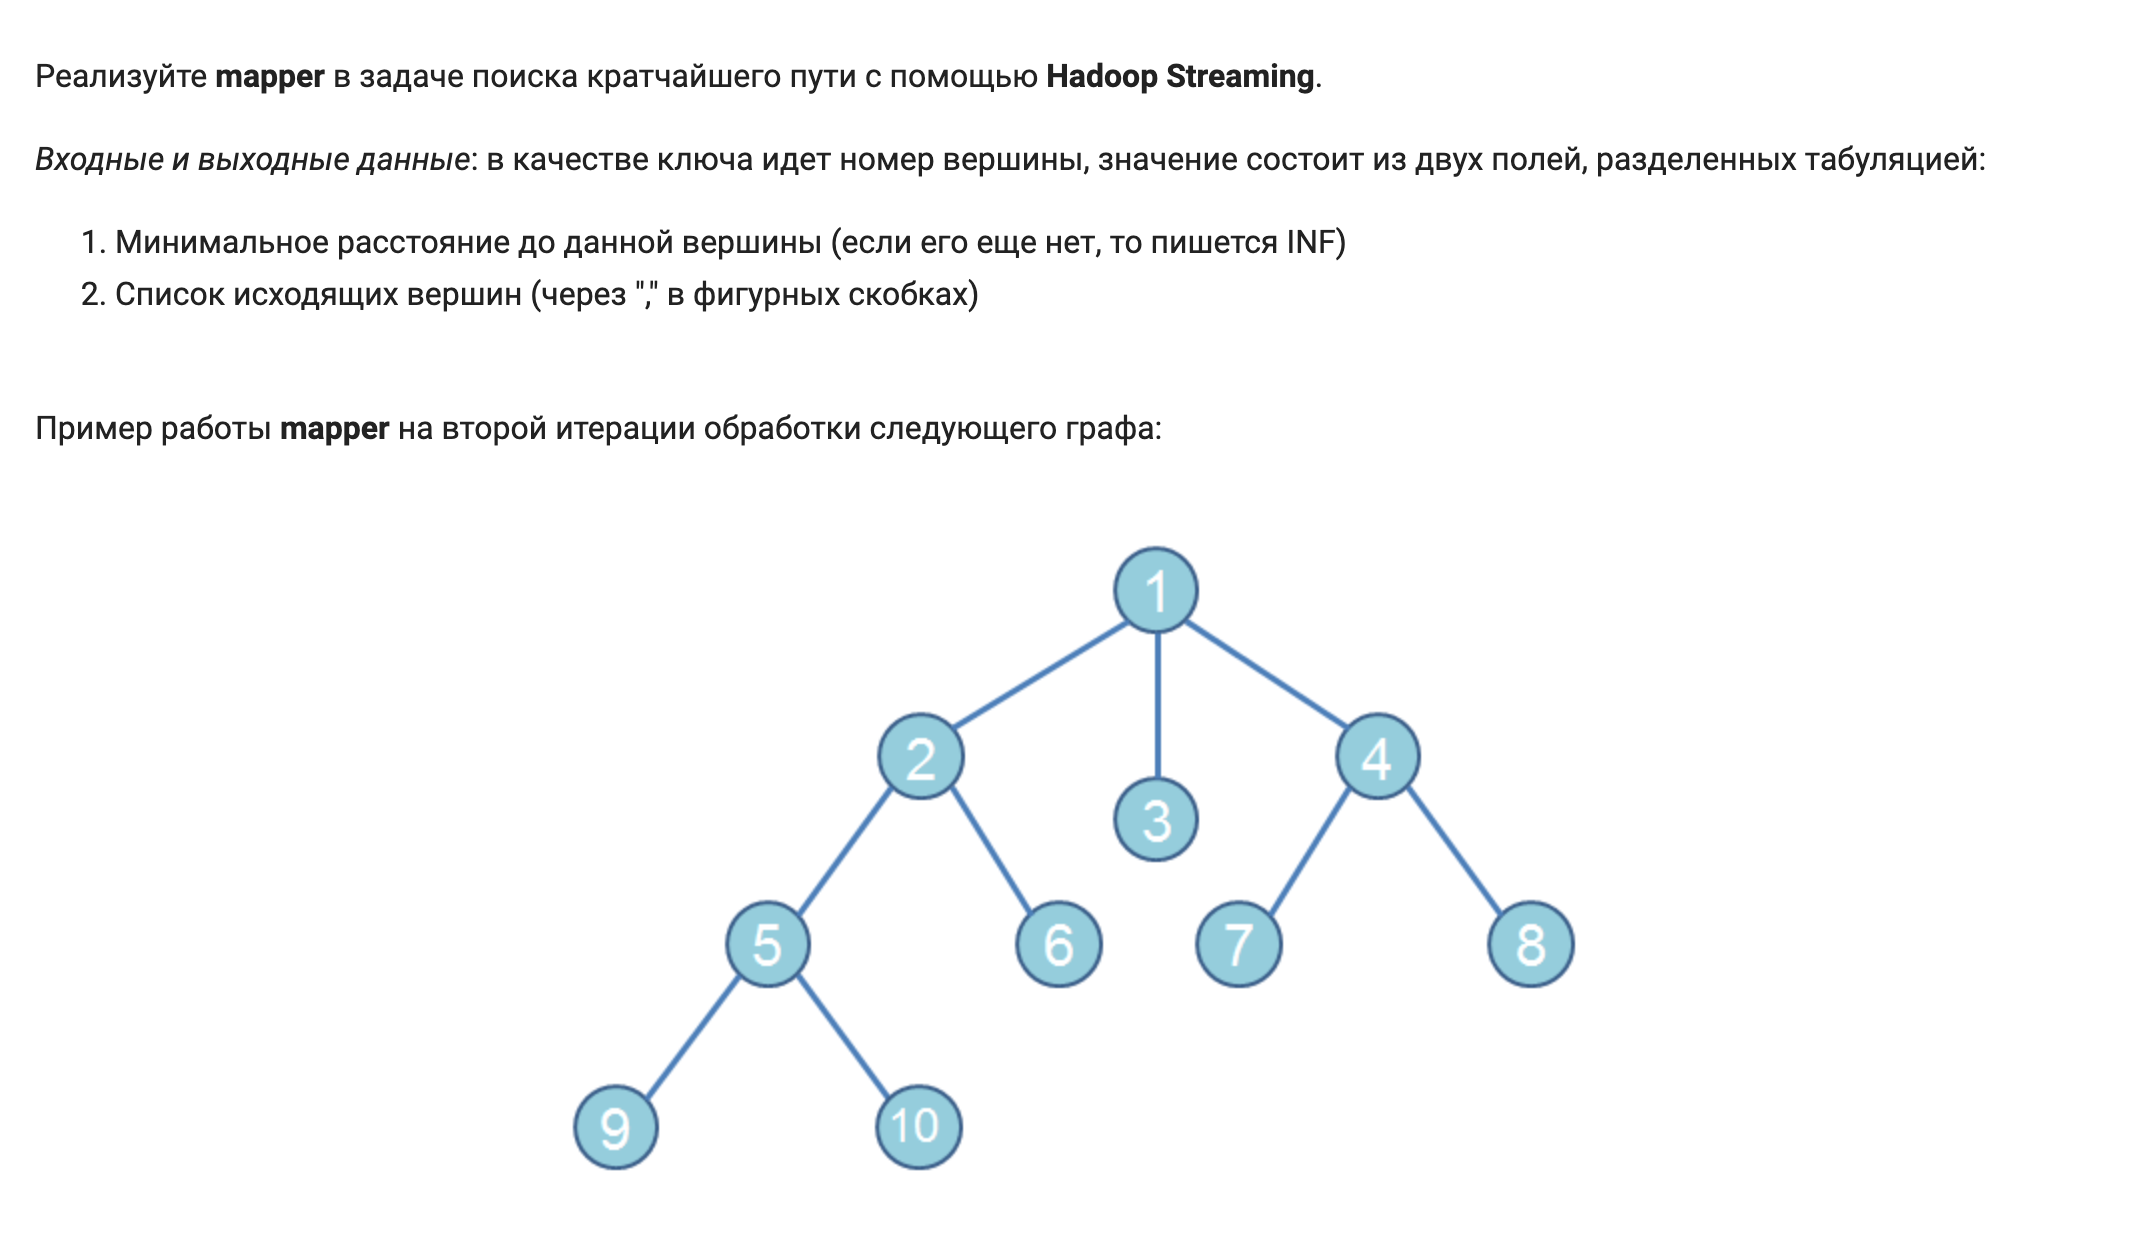 Реализуйте mapper в задаче поиска кратчайшего пути с помощью Hadoop Streaming.
Входные и выходные данные: в качестве ключа идет номер вершины, значение состоит из двух полей, разделенных табуляцией:
1. Минимальное расстояние до данной вершины (если его еще нет, то пишется INF)
2. Список исходящих вершин (через "," в фигурных скобках)
Пример работы mapper на второй итерации обработки следующего графа:
1
2
4
3
5
6
7
8
9
10